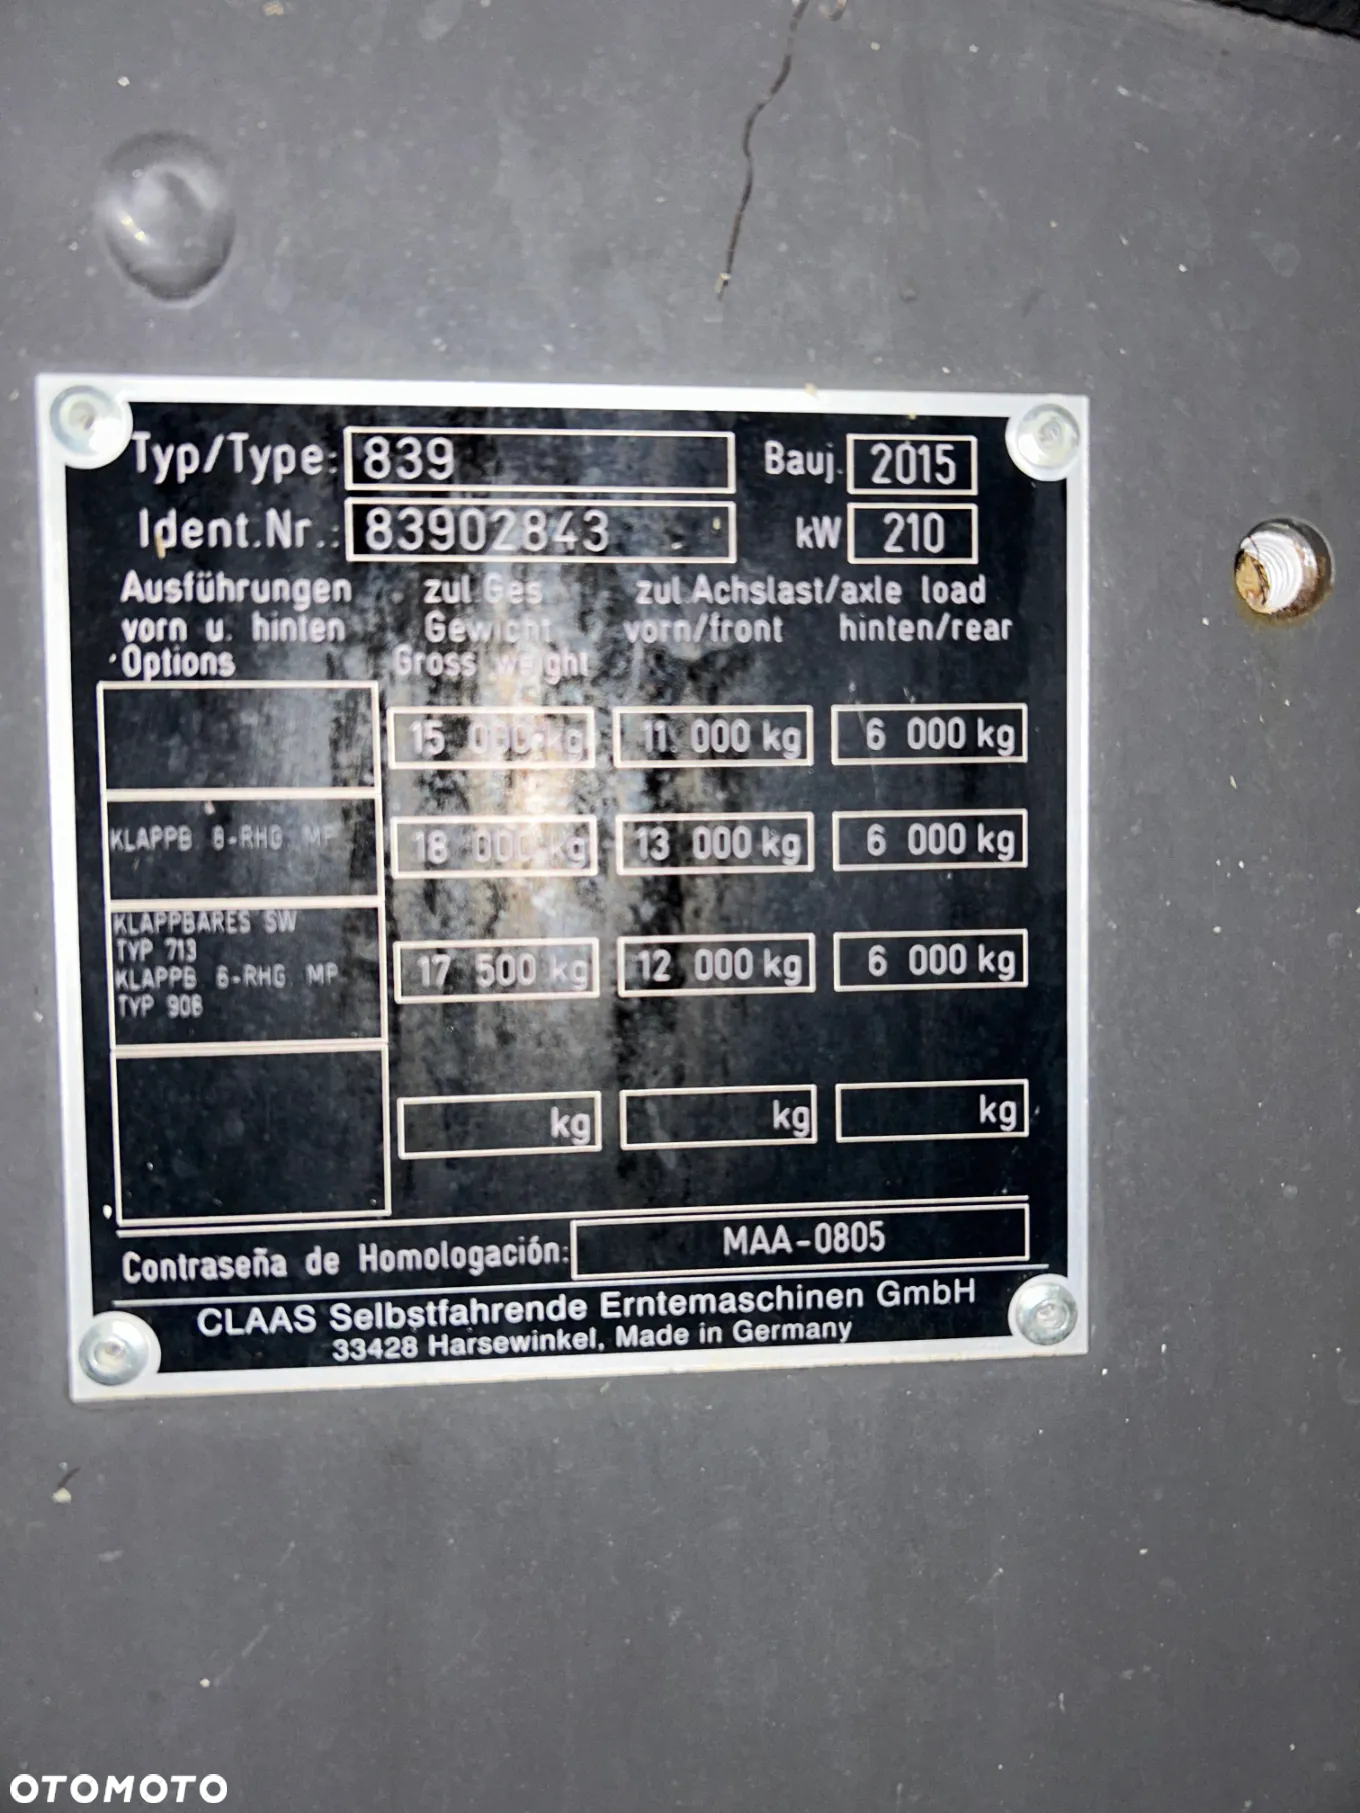 Typ/Type: 839 Bauj. 2015
Ident.Nr.: 83902843 kW 210
Ausführungen zul.Ges zul.Achslast/axle load
vorn u. hinten Gewicht vorn/front hinten/rear
Options Gross weight
15 000 kg 11 000 kg 6 000 kg
KLAPPB 6-RHG MP 18 000 kg 13 000 kg 6 000 kg
KLAPPBARES SW
TYP 713
KLAPPB 6-RHG MP 17 500 kg 12 000 kg 6 000 kg
TYP 906
kg kg kg
Contraseña de Homologación: MAA-0805
CLAAS Selbstfahrende Erntemaschinen GmbH
33428 Harsewinkel, Made in Germany
OTOMOTO